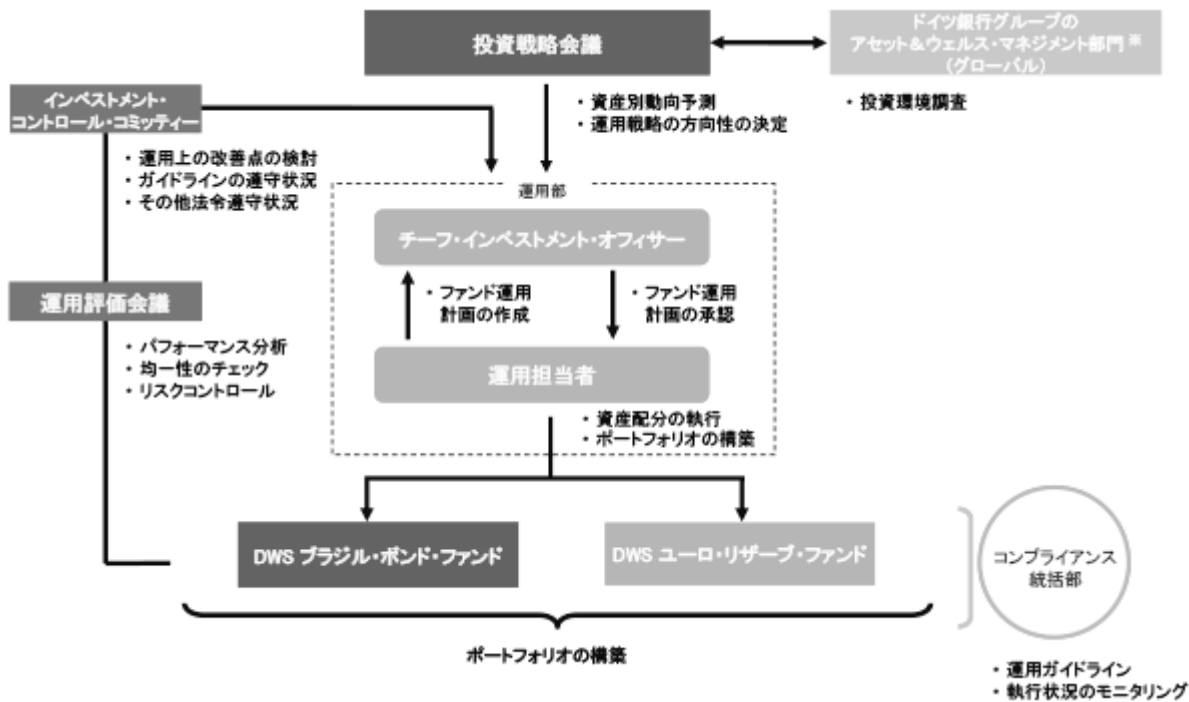 投資戦略会議
ドイツ銀行グループの
アセット&ウェルス・マネジメント部門※
(グローバル)
・資産別動向予測
・運用戦略の方向性の決定
・投資環境調査
インベストメント・
コントロール・コミッティー
・運用上の改善点の検討
・ガイドラインの遵守状況
・その他法令遵守状況
運用部
チーフ・インベストメント・オフィサー
・ファンド運用
計画の作成
・ファンド運用
計画の承認
運用評価会議
・パフォーマンス分析
・均一性のチェック
・リスクコントロール
運用担当者
・資産配分の執行
・ポートフォリオの構築
DWS ブラジル・ボンド・ファンド
DWS ユーロ・リザーブ・ファンド
コンプライアンス
統括部
ポートフォリオの構築
・運用ガイドライン
・執行状況のモニタリング